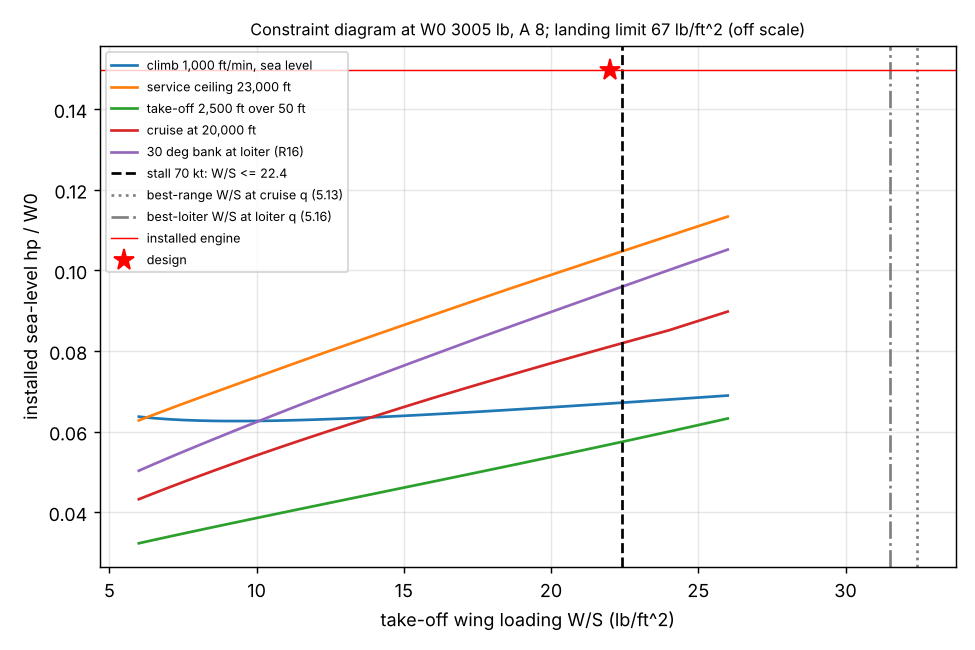 Constraint diagram at W0 3005 lb, A 8; landing limit 67 lb/ft^2 (off scale)
climb 1,000 ft/min, sea level
service ceiling 23,000 ft
take-off 2,500 ft over 50 ft
cruise at 20,000 ft
30 deg bank at loiter (R16)
stall 70 kt: W/S <= 22.4
best-range W/S at cruise q (5.13)
best-loiter W/S at loiter q (5.16)
installed engine
design
installed sea-level hp / W0
0.14
0.12
0.10
0.08
0.06
0.04
5 10 15 20 25 30
take-off wing loading W/S (lb/ft^2)